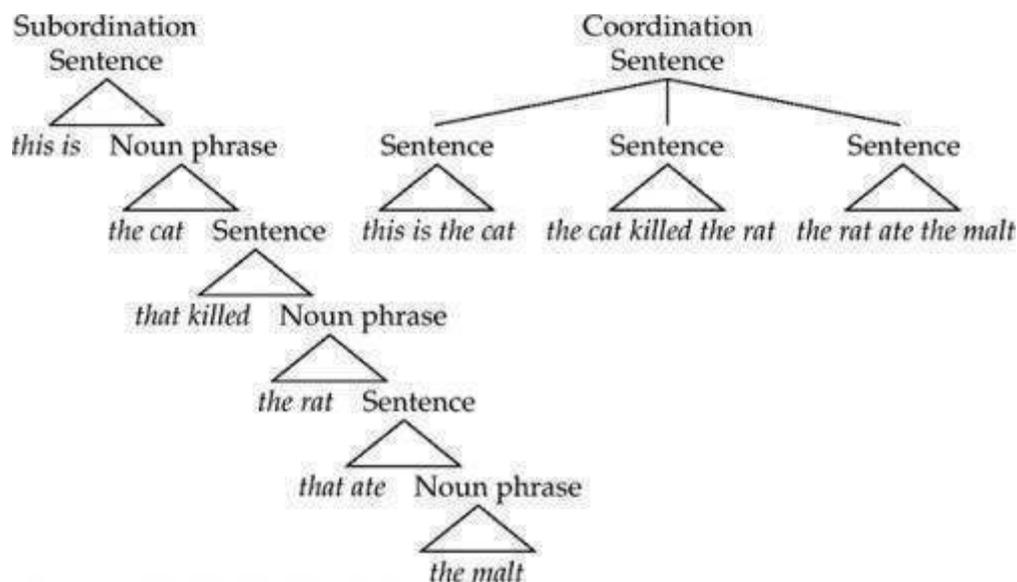 Subordination Coordination
Sentence Sentence
this is Noun phrase Sentence Sentence Sentence
the cat Sentence this is the cat the cat killed the rat the rat ate the malt
that killed Noun phrase
the rat Sentence
that ate Noun phrase
the malt